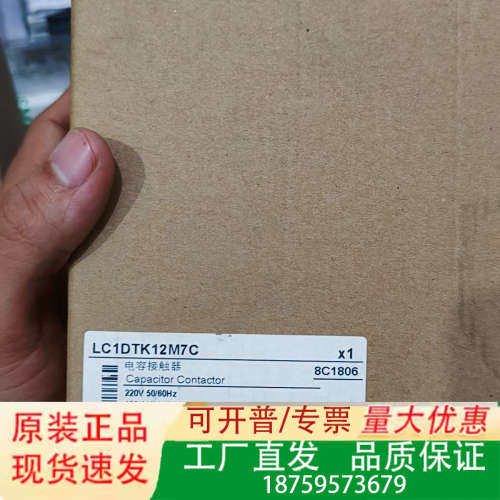 LC1DTK12M7C x1
电容接触器
Capacitor Contactor 8C1806
220V 50/60Hz
原装正品
现货速发
可开普/专票 量大优惠
工厂直发 品质保证
18759573679